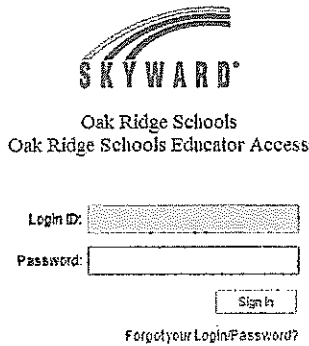 SKYWARD®
Oak Ridge Schools
Oak Ridge Schools Educator Access
Login ID:
Password:
Sign In
Forgot your Login/Password?